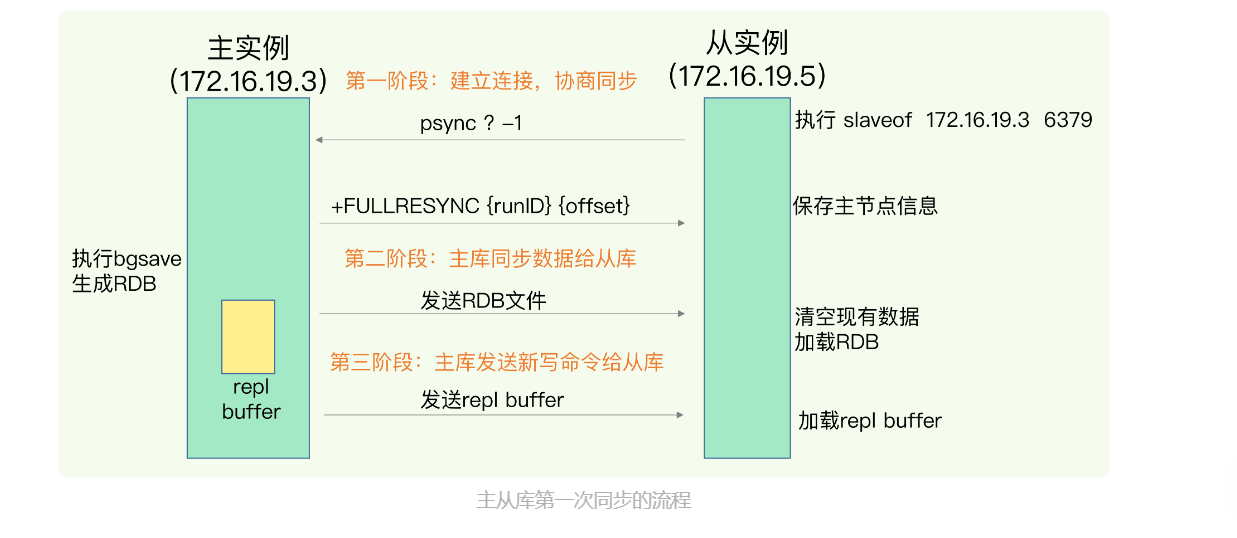 主实例
(172.16.19.3)
从实例
(172.16.19.5)
第一阶段：建立连接，协商同步
执行 slaveof 172.16.19.3 6379
psync ? -1
+FULLRESYNC {runID} {offset}
保存主节点信息
执行bgsave
生成RDB
第二阶段：主库同步数据给从库
发送RDB文件
清空现有数据
加载RDB
第三阶段：主库发送新写命令给从库
repl
buffer
发送repl buffer
加载repl buffer
主从库第一次同步的流程